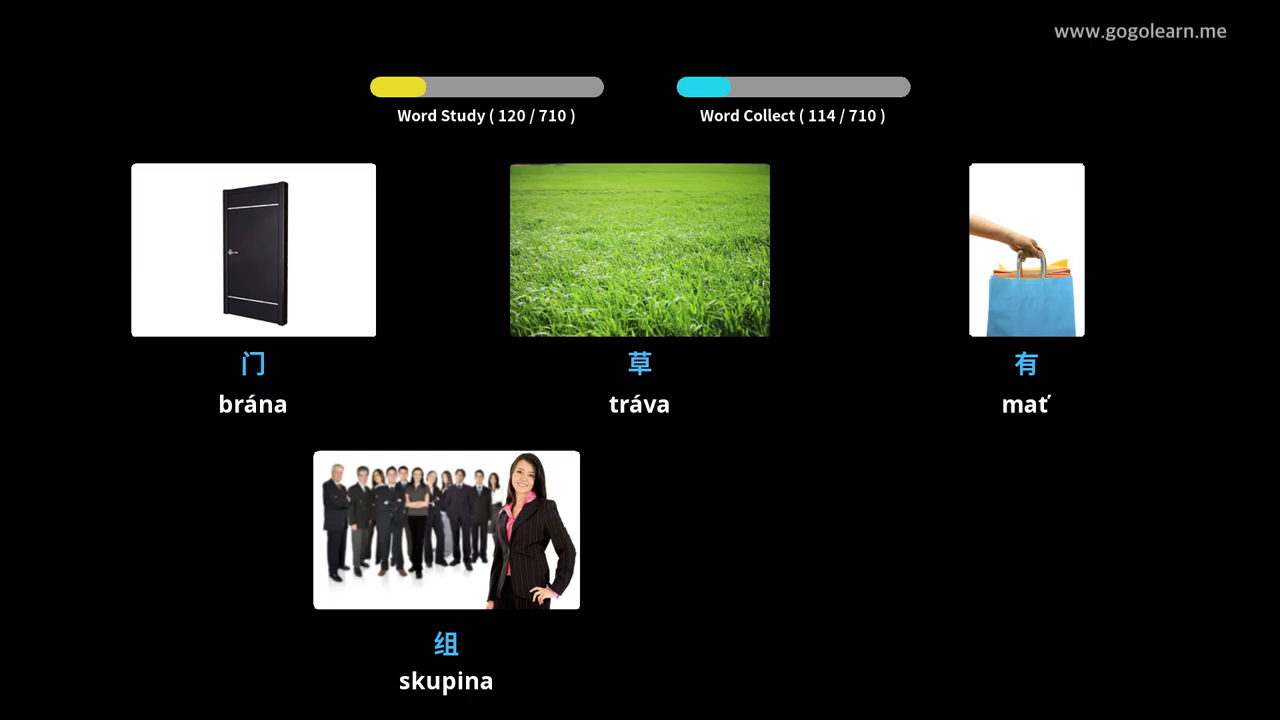 www.gogolearn.me
Word Study ( 120 / 710 )
Word Collect ( 114 / 710 )
门
草
有
brána
tráva
mať
组
skupina